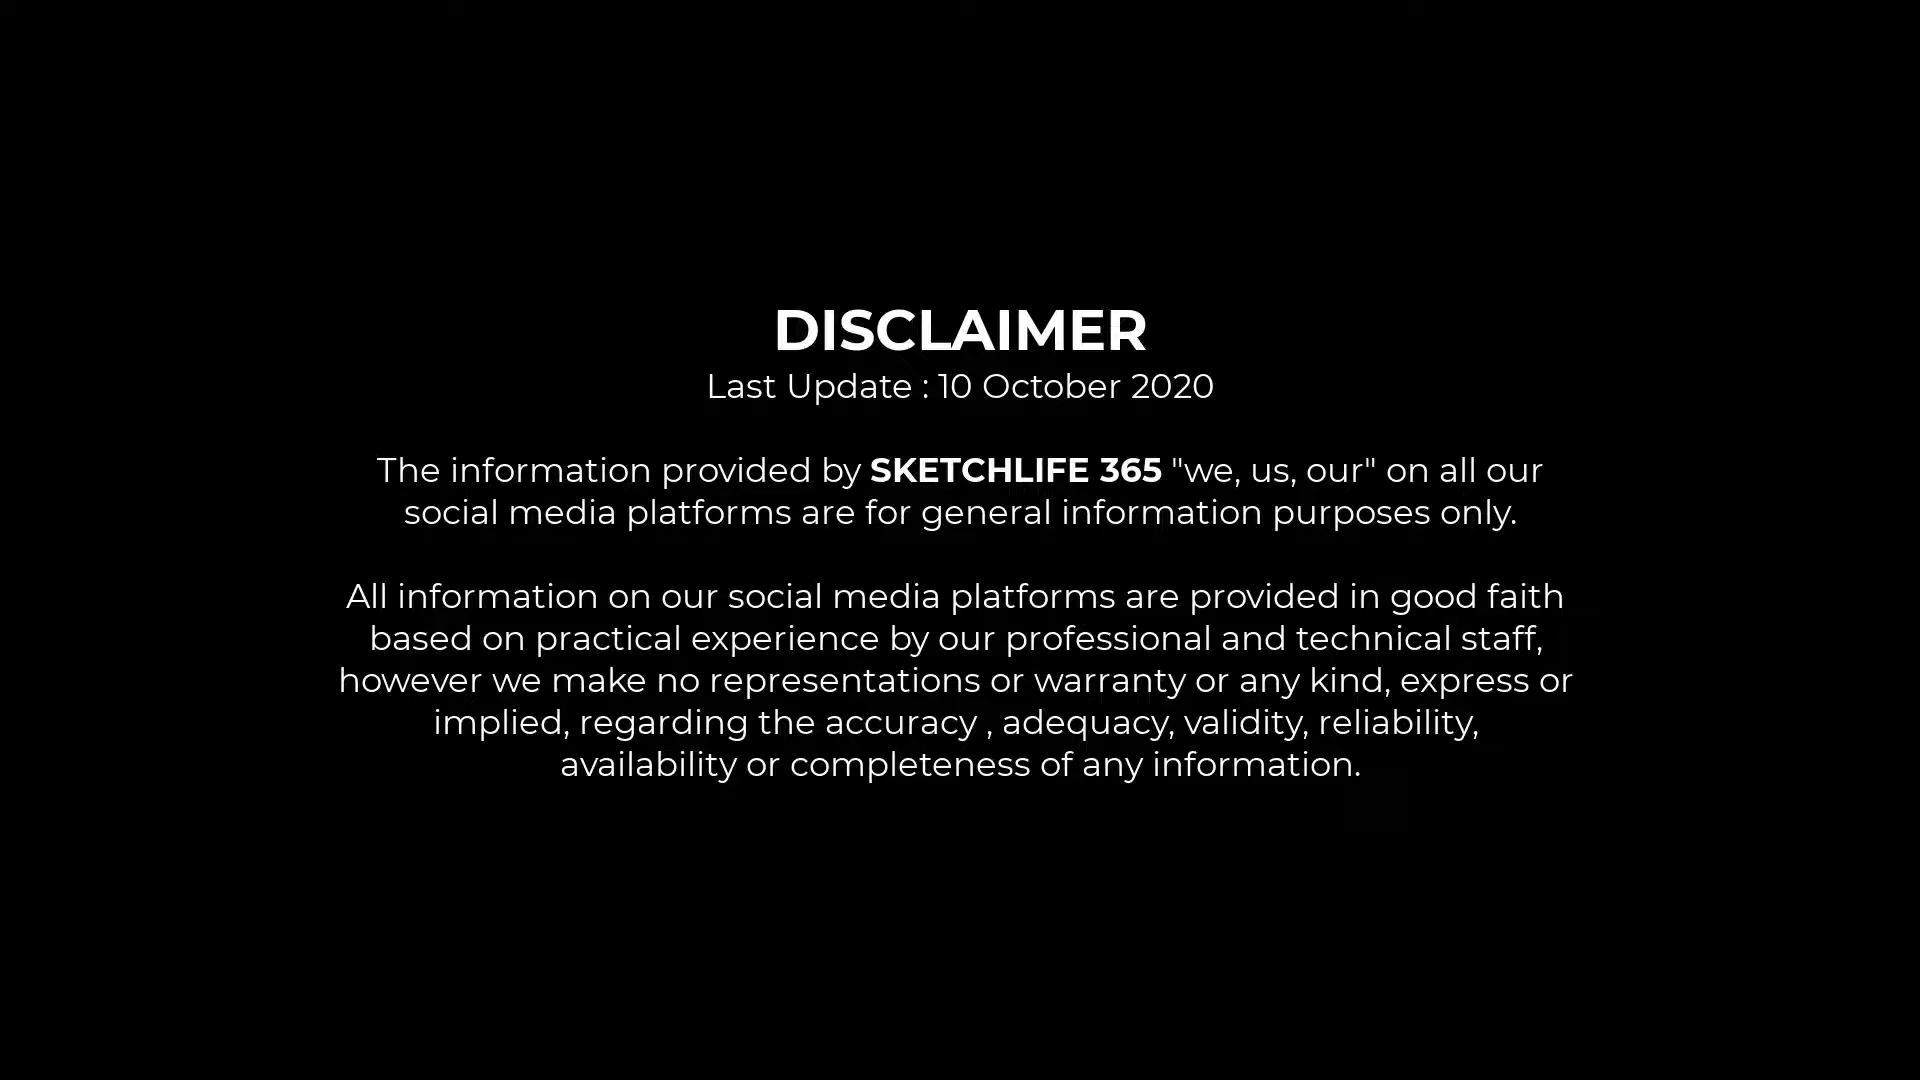 DISCLAIMER
Last Update : 10 October 2020
The information provided by SKETCHLIFE 365 "we, us, our" on all our
social media platforms are for general information purposes only.
All information on our social media platforms are provided in good faith
based on practical experience by our professional and technical staff,
however we make no representations or warranty or any kind, express or
implied, regarding the accuracy , adequacy, validity, reliability,
availability or completeness of any information.